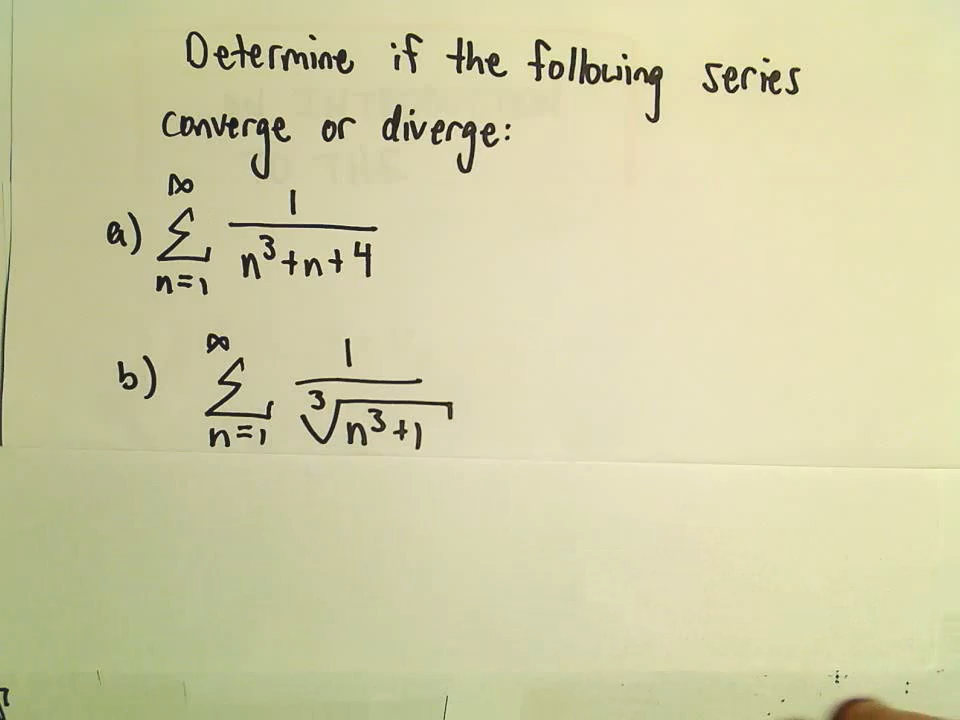 Determine if the following series
converge or diverge:
a) ∞ ∑ n=1 1/(n³+n+4)
b) ∞ ∑ n=1 1/∛(n³+1)